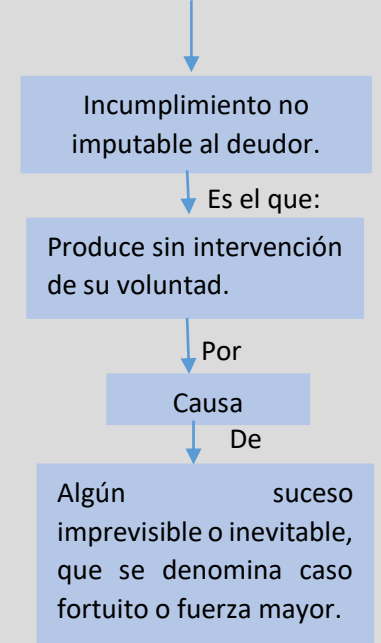 Incumplimiento no
imputable al deudor.
Es el que:
Produce sin intervención
de su voluntad.
Por
Causa
De
Algún suceso
imprevisible o inevitable,
que se denomina caso
fortuito o fuerza mayor.